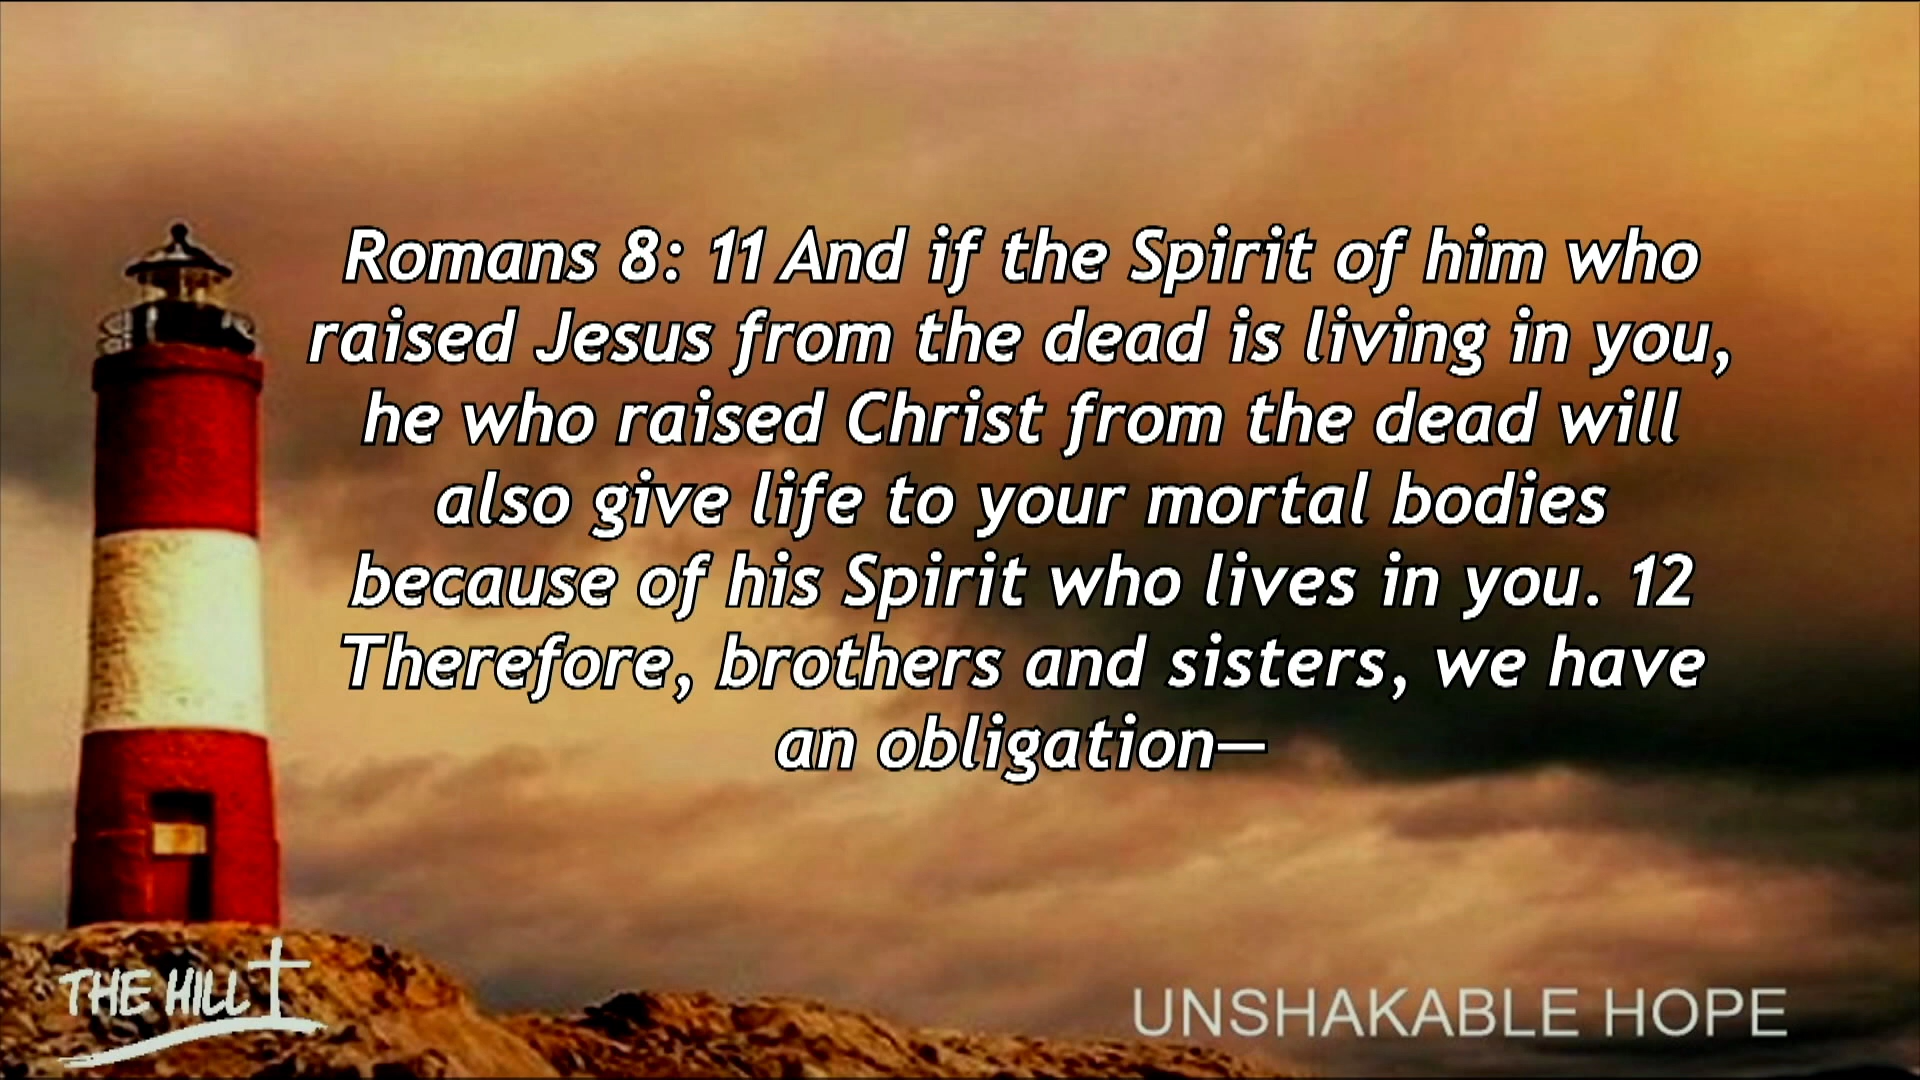 Romans 8: 11 And if the Spirit of him who
raised Jesus from the dead is living in you,
he who raised Christ from the dead will
also give life to your mortal bodies
because of his Spirit who lives in you. 12
Therefore, brothers and sisters, we have
an obligation—
THE HILL
UNSHAKABLE HOPE